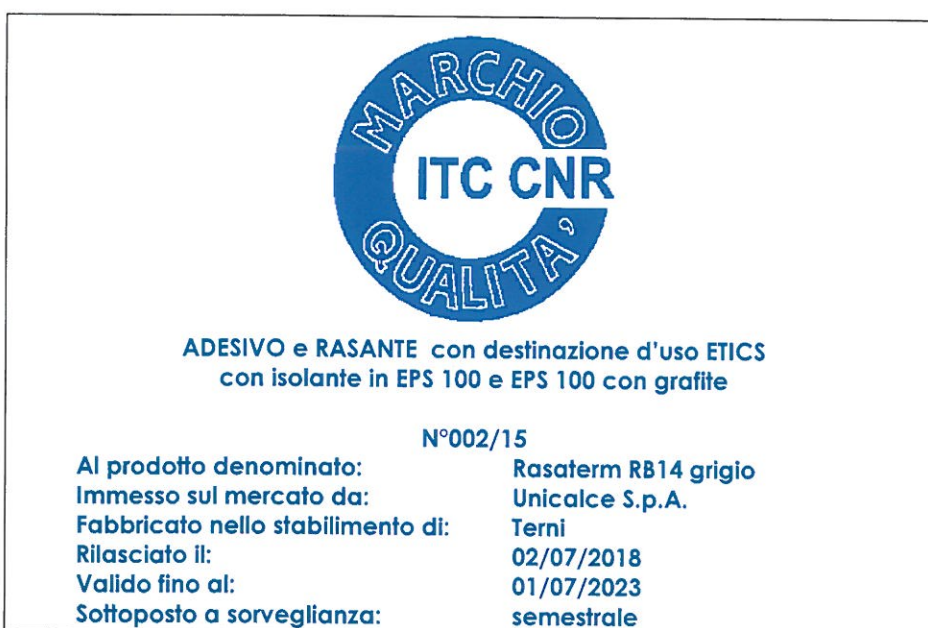 MARCHIO
ITC CNR
QUALITA'
ADESIVO e RASANTE con destinazione d'uso ETICS
con isolante in EPS 100 e EPS 100 con grafite
N°002/15
Al prodotto denominato: Rasaterm RB14 grigio
Immesso sul mercato da: Unicalce S.p.A.
Fabbricato nello stabilimento di: Terni
Rilasciato il: 02/07/2018
Valido fino al: 01/07/2023
Sottoposto a sorveglianza: semestrale